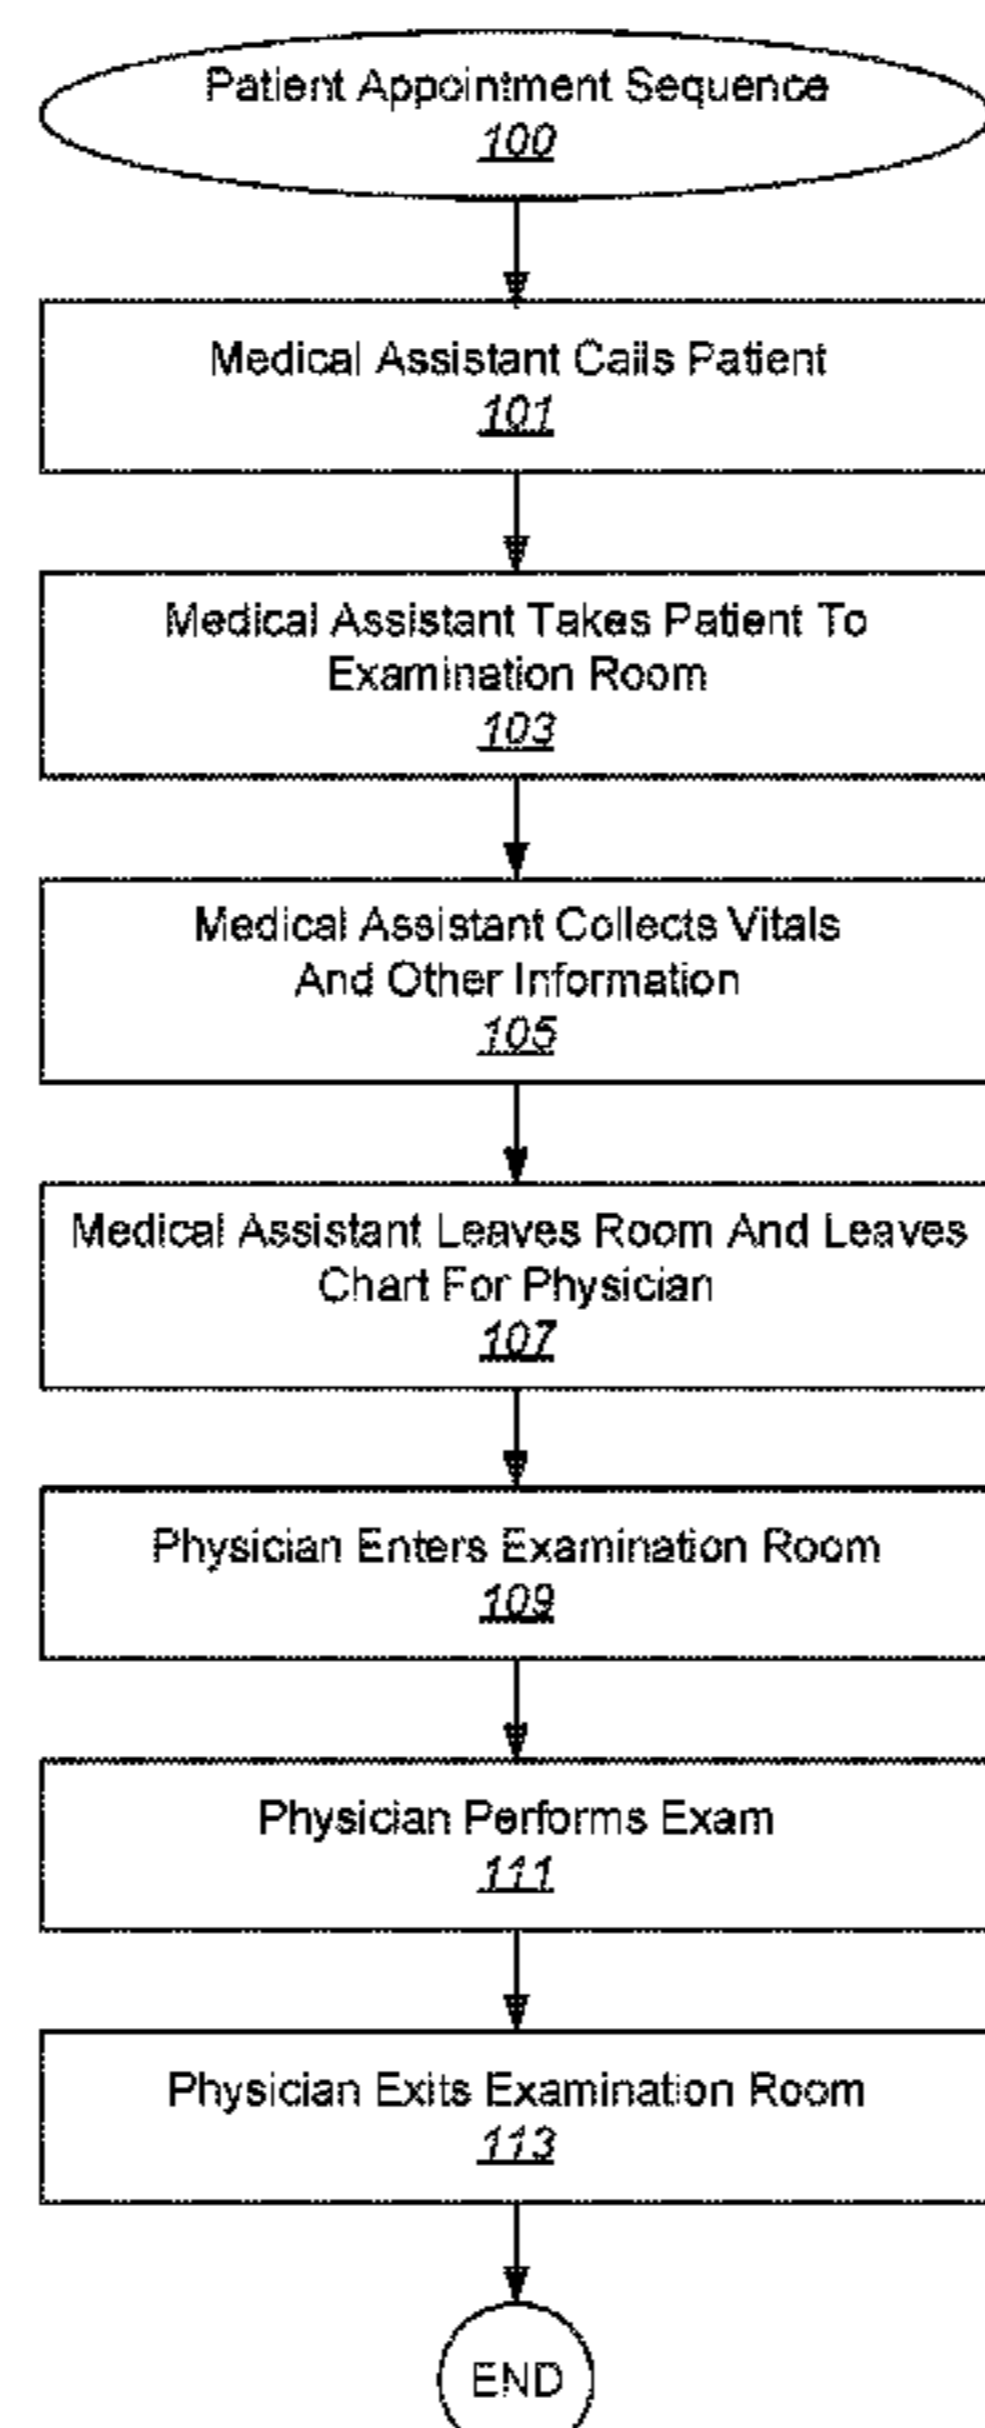 Patient Appointment Sequence
100
Medical Assistant Calls Patient
101
Medical Assistant Takes Patient To
Examination Room
103
Medical Assistant Collects Vitals
And Other Information
105
Medical Assistant Leaves Room And Leaves
Chart For Physician
107
Physician Enters Examination Room
109
Physician Performs Exam
111
Physician Exits Examination Room
113
END